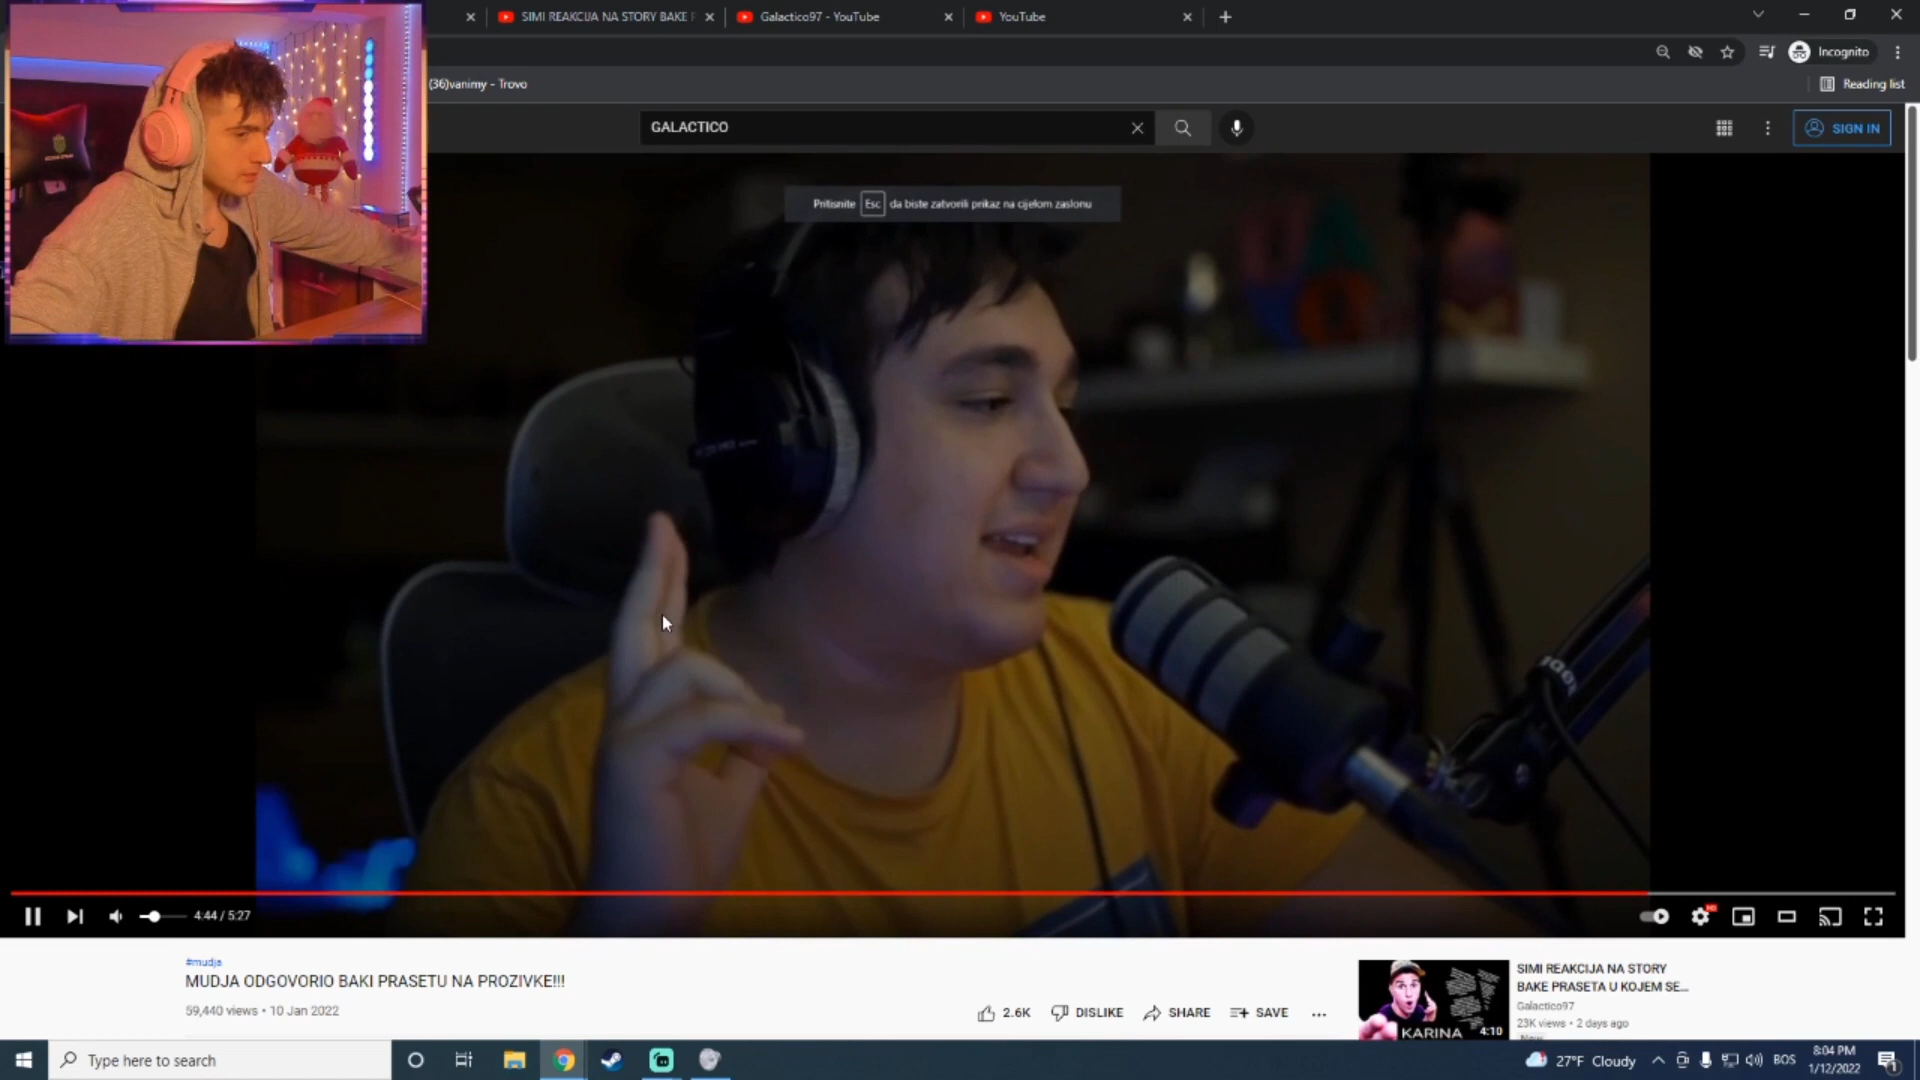 SIMI REAKCIJA NA STORY BAKE P
Galactico97 - YouTube
YouTube
Incognito
(36)vanimy - Trovo
Reading list
GALACTICO
SIGN IN
Pritisnite Esc da biste zatvorili prikaz na cijelom zaslonu
4:44 / 5:27
HD
#mudja
MUDJA ODGOVORIO BAKI PRASETU NA PROZIVKE!!!
59,440 views • 10 Jan 2022
2.6K
DISLIKE
SHARE
SAVE
KARINA
4:10
SIMI REAKCIJA NA STORY
BAKE PRASETA U KOJEM SE...
Galactico97
23K views • 2 days ago
New
Type here to search
27°F Cloudy
BOS
8:04 PM
1/12/2022
1